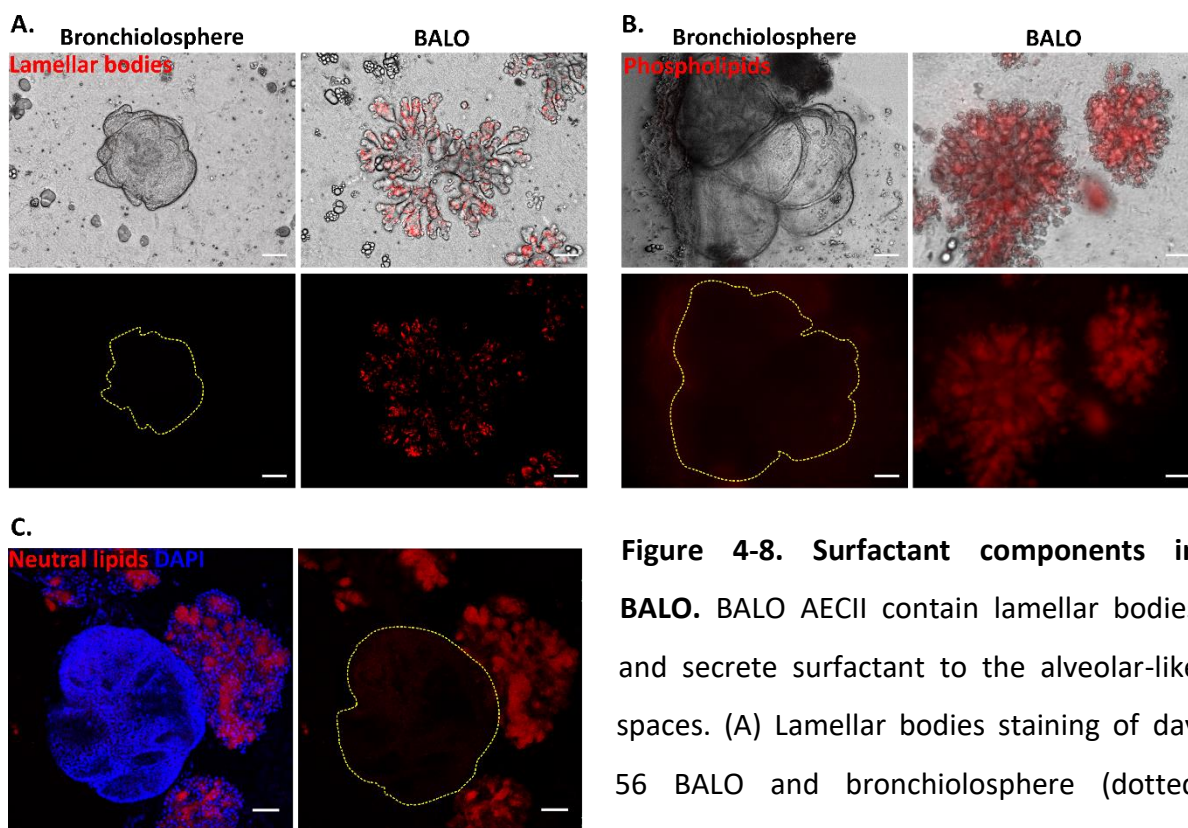 A.
Bronchiolosphere
BALO
Lamellar bodies
B.
Bronchiolosphere
BALO
Phospholipids
C.
Neutral lipids DAPI
Figure 4-8. Surfactant components in
BALO. BALO AECII contain lamellar bodie
and secrete surfactant to the alveolar-like
spaces. (A) Lamellar bodies staining of day
56 BALO and bronchiolosphere (dotted